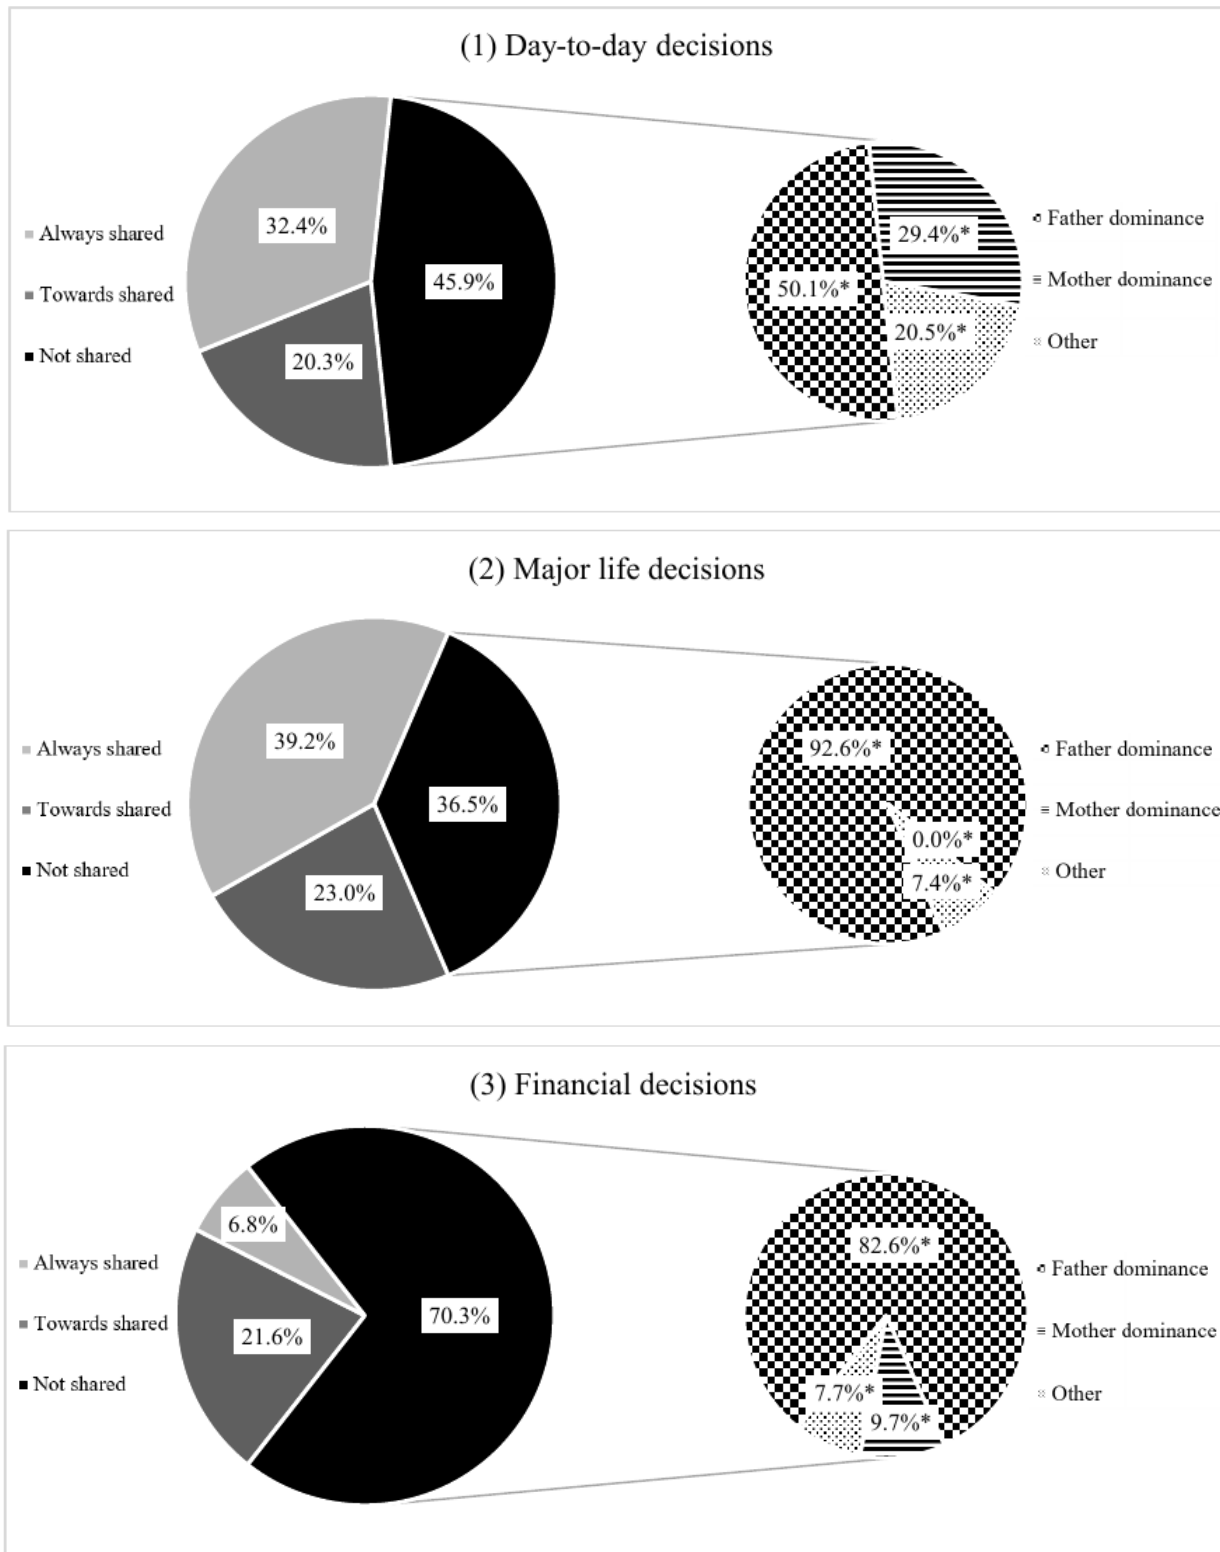 (1) Day-to-day decisions
Always shared
Towards shared
Not shared
32.4%
45.9%
20.3%
29.4%*
50.1%*
20.5%*
Father dominance
Mother dominance
Other
(2) Major life decisions
Always shared
Towards shared
Not shared
39.2%
36.5%
23.0%
92.6%*
0.0%*
7.4%*
Father dominance
Mother dominance
Other
(3) Financial decisions
Always shared
Towards shared
Not shared
6.8%
70.3%
21.6%
82.6%*
7.7%*
9.7%*
Father dominance
Mother dominance
Other